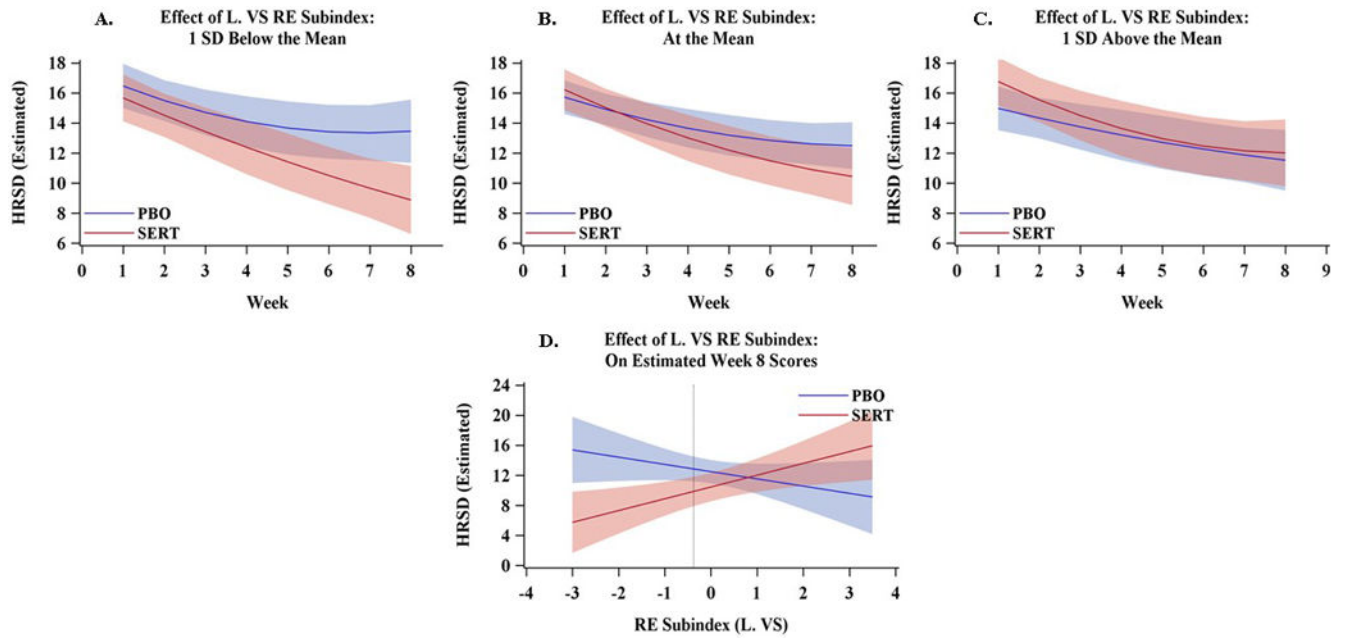 A. Effect of L. VS RE Subindex:
1 SD Below the Mean
HRSD (Estimated)
18
16
14
12
10
8
6
PBO
SERT
0 1 2 3 4 5 6 7 8
Week
B. Effect of L. VS RE Subindex:
At the Mean
HRSD (Estimated)
18
16
14
12
10
8
6
PBO
SERT
0 1 2 3 4 5 6 7 8
Week
C. Effect of L. VS RE Subindex:
1 SD Above the Mean
HRSD (Estimated)
18
16
14
12
10
8
6
PBO
SERT
0 1 2 3 4 5 6 7 8 9
Week
D. Effect of L. VS RE Subindex:
On Estimated Week 8 Scores
HRSD (Estimated)
24
20
16
12
8
4
0
PBO
SERT
-4 -3 -2 -1 0 1 2 3 4
RE Subindex (L. VS)